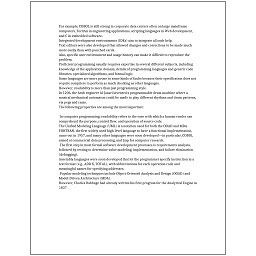 For example, COBOL is still strong in corporate data centers often on large mainframe
computers, Fortran in engineering applications, scripting languages in Web development,
and C in embedded software.
Integrated development environments (IDEs) aim to integrate all such help.
Text editors were also developed that allowed changes and corrections to be made much
more easily than with punched cards.
Also, specific user environment and usage history can make it difficult to reproduce the
problem.
Proficient programming usually requires expertise in several different subjects, including
knowledge of the application domain, details of programming languages and generic code
libraries, specialized algorithms, and formal logic.
Some languages are more prone to some kinds of faults because their specification does not
require compilers to perform as much checking as other languages.
However, readability is more than just programming style.
In 1206, the Arab engineer Al-Jazari invented a programmable drum machine where a
musical mechanical automaton could be made to play different rhythms and drum patterns,
via pegs and cams.
The following properties are among the most important:

In computer programming, readability refers to the ease with which a human reader can
comprehend the purpose, control flow, and operation of source code.
The Unified Modeling Language (UML) is a notation used for both the OOAD and MDA.
FORTRAN, the first widely used high-level language to have a functional implementation,
came out in 1957, and many other languages were soon developed—in particular, COBOL
aimed at commercial data processing, and Lisp for computer research.
The first step in most formal software development processes is requirements analysis,
followed by testing to determine value modeling, implementation, and failure elimination
(debugging).
Assembly languages were soon developed that let the programmer specify instruction in a
text format (e.g., ADD X, TOTAL), with abbreviations for each operation code and
meaningful names for specifying addresses.
Popular modeling techniques include Object-Oriented Analysis and Design (OOAD) and
Model-Driven Architecture (MDA).
However, Charles Babbage had already written his first program for the Analytical Engine in
1837.